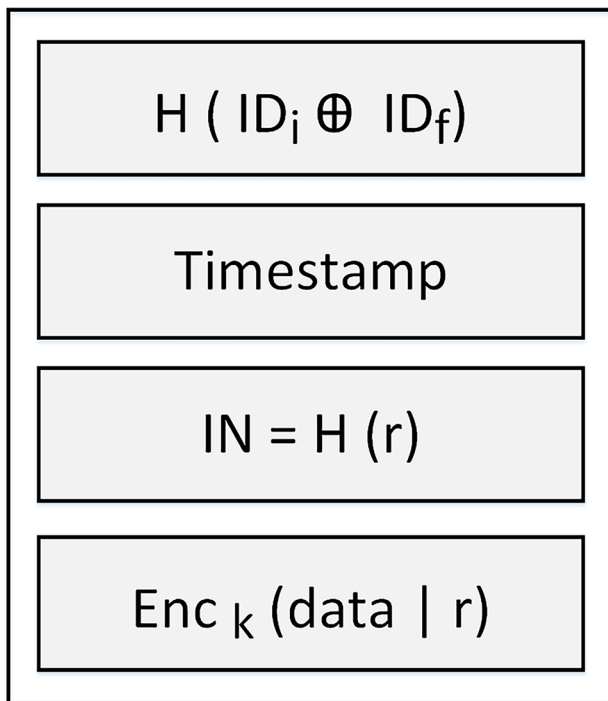 H ( IDi ⊕ IDf)
Timestamp
IN = H (r)
Enc k (data | r)